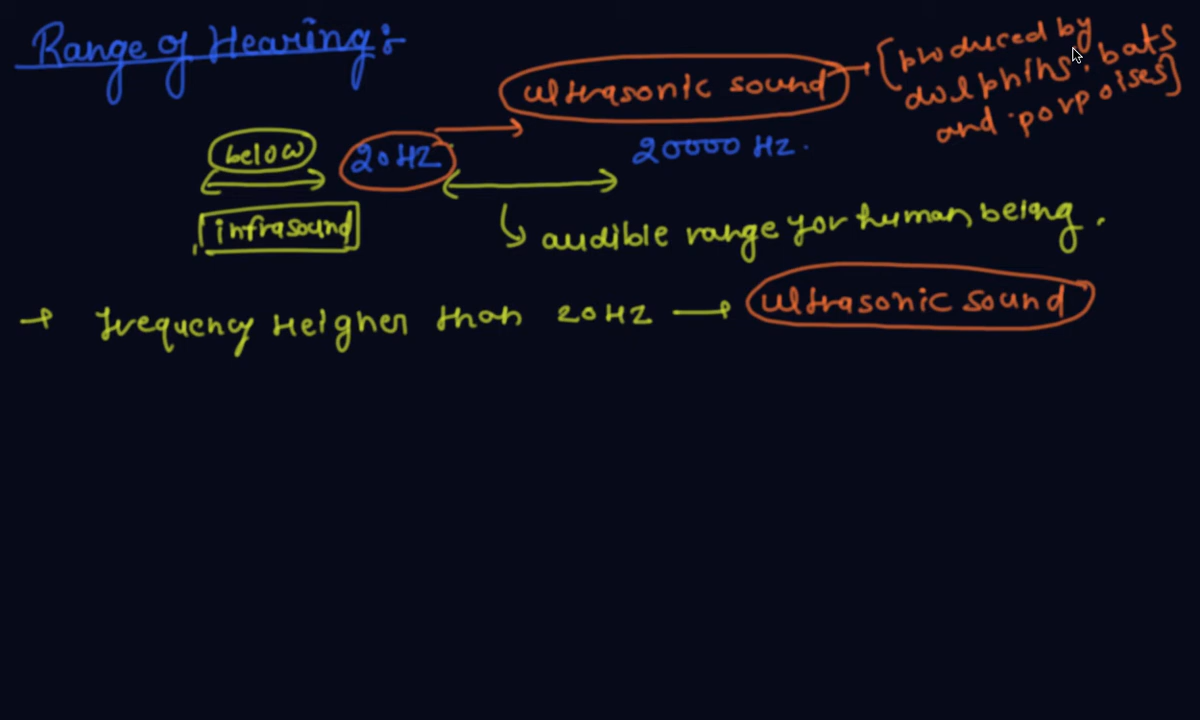 Range of Hearing:
ultrasonic sound → [produced by
dolphins, bats
and porpoises]
below 20HZ 20000 HZ.
infrasound
audible range for human being.
→ frequency Heigher than 20HZ → ultrasonic sound